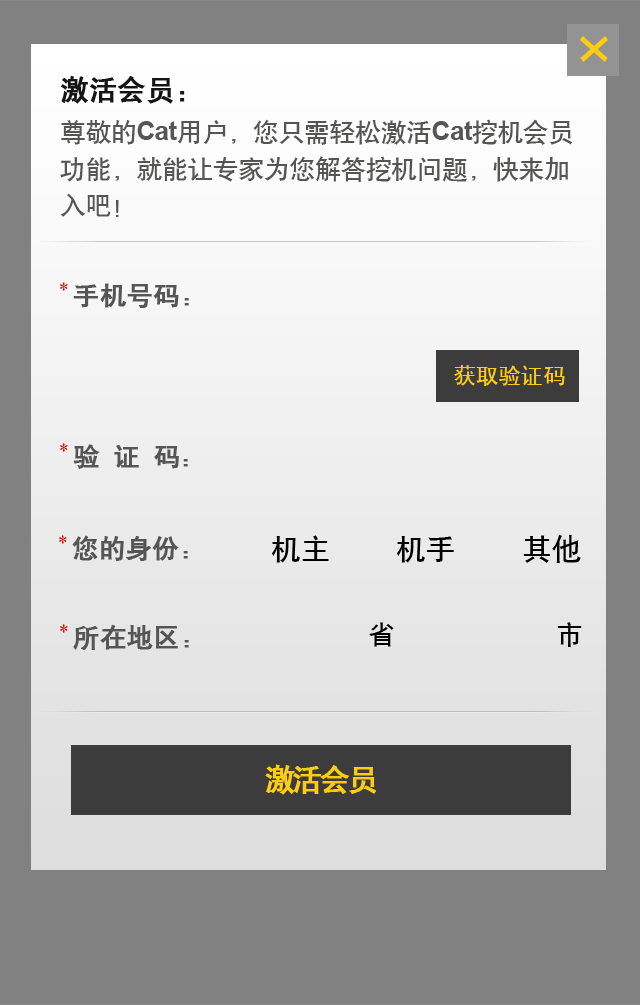 激活会员：
尊敬的Cat用户，您只需轻松激活Cat挖机会员
功能，就能让专家为您解答挖机问题，快来加
入吧！
*手机号码：
获取验证码
*验 证 码：
*您的身份： 机主 机手 其他
*所在地区： 省 市
激活会员